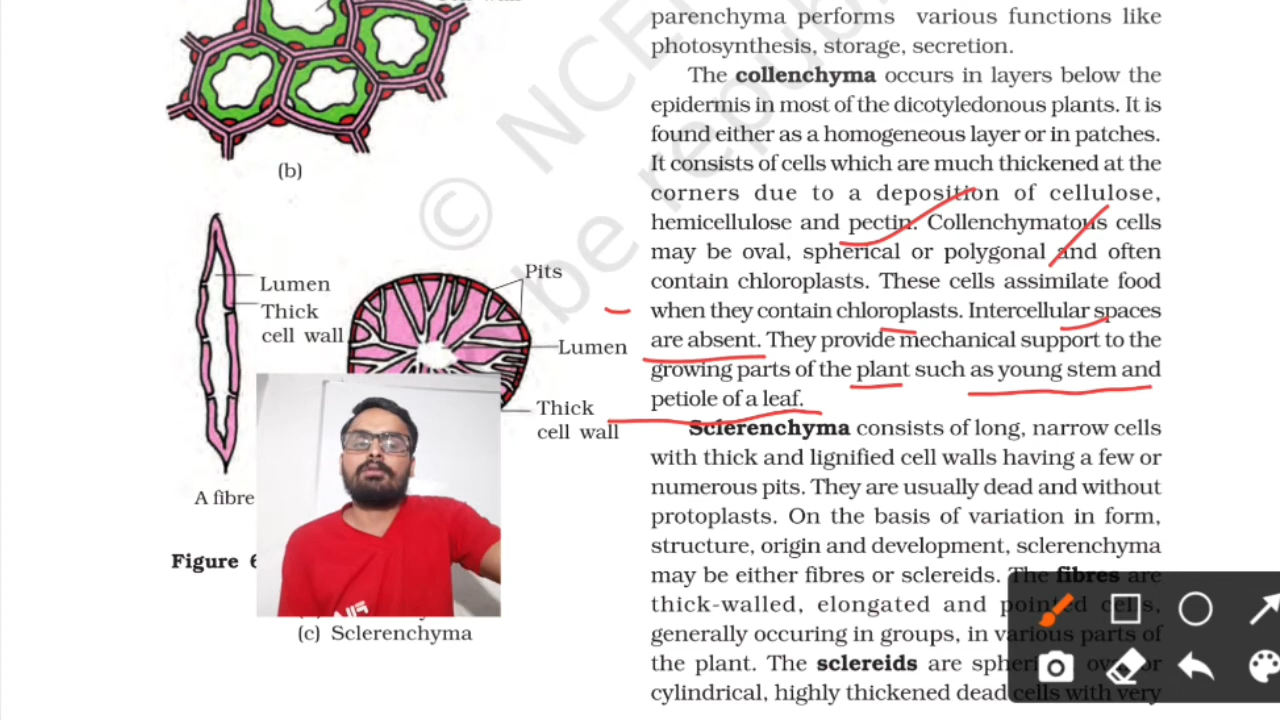 (b)
Lumen
Thick
cell wall
A fibre
Pits
Lumen
Thick
cell wall
Figure
(c) Sclerenchyma
© NCE
be republ
parenchyma performs various functions like
photosynthesis, storage, secretion.
The collenchyma occurs in layers below the
epidermis in most of the dicotyledonous plants. It is
found either as a homogeneous layer or in patches.
It consists of cells which are much thickened at the
corners due to a deposition of cellulose,
hemicellulose and pectin. Collenchymatous cells
may be oval, spherical or polygonal and often
contain chloroplasts. These cells assimilate food
when they contain chloroplasts. Intercellular spaces
are absent. They provide mechanical support to the
growing parts of the plant such as young stem and
petiole of a leaf.
Sclerenchyma consists of long, narrow cells
with thick and lignified cell walls having a few or
numerous pits. They are usually dead and without
protoplasts. On the basis of variation in form,
structure, origin and development, sclerenchyma
may be either fibres or sclereids. The fibres are
thick-walled, elongated and pointed cells,
generally occuring in groups, in various parts of
the plant. The sclereids are spherical, oval or
cylindrical, highly thickened dead cells with very